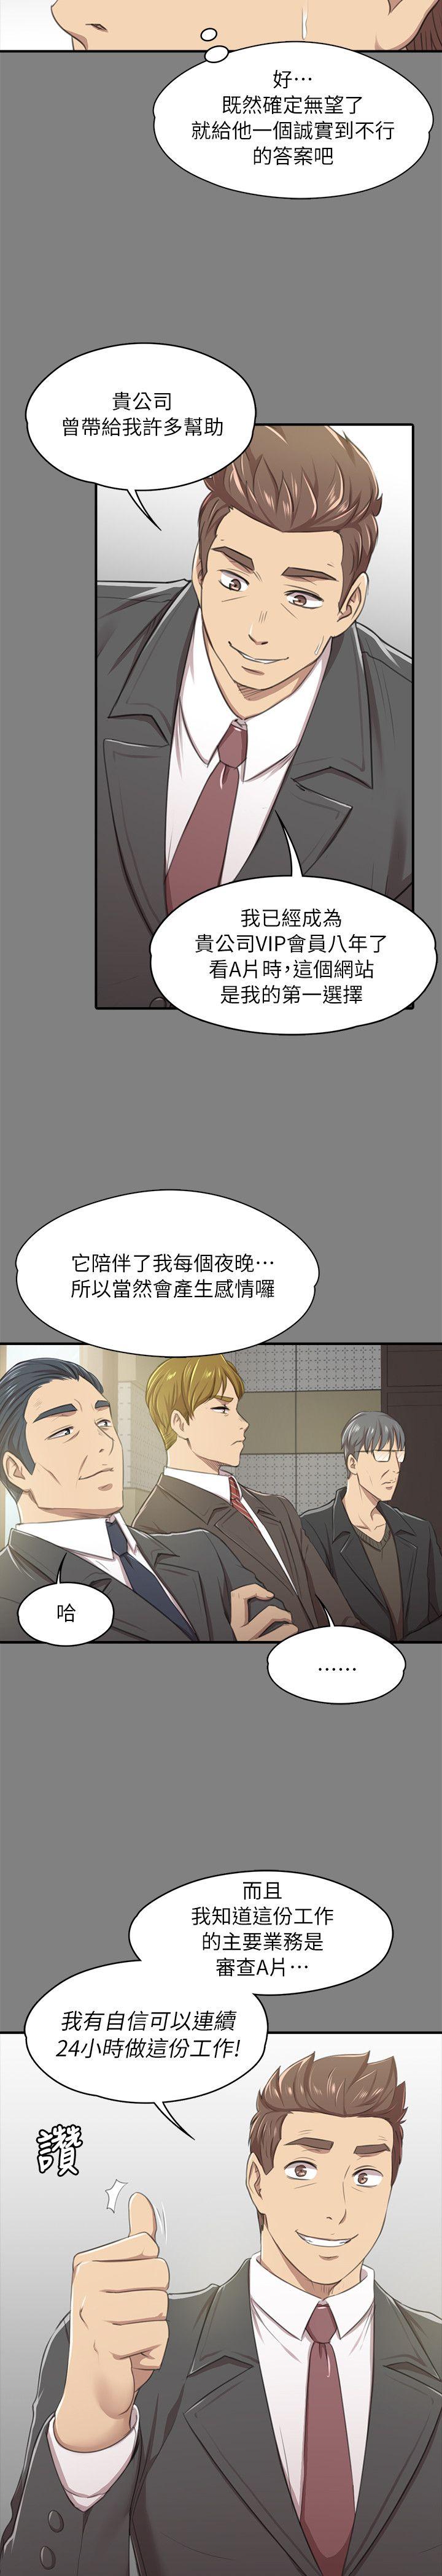 好⋯
既然確定無望了
就給他一個誠實到不行
的答案吧
貴公司
曾帶給我許多幫助
我已經成為
貴公司VIP會員八年了
看A片時,這個網站
是我的第一選擇
它陪伴了我每個夜晚⋯
所以當然會產生感情囉
哈
⋯⋯
而且
我知道這份工作
的主要業務是
審查A片⋯
我有自信可以連續
24小時做這份工作!
讚